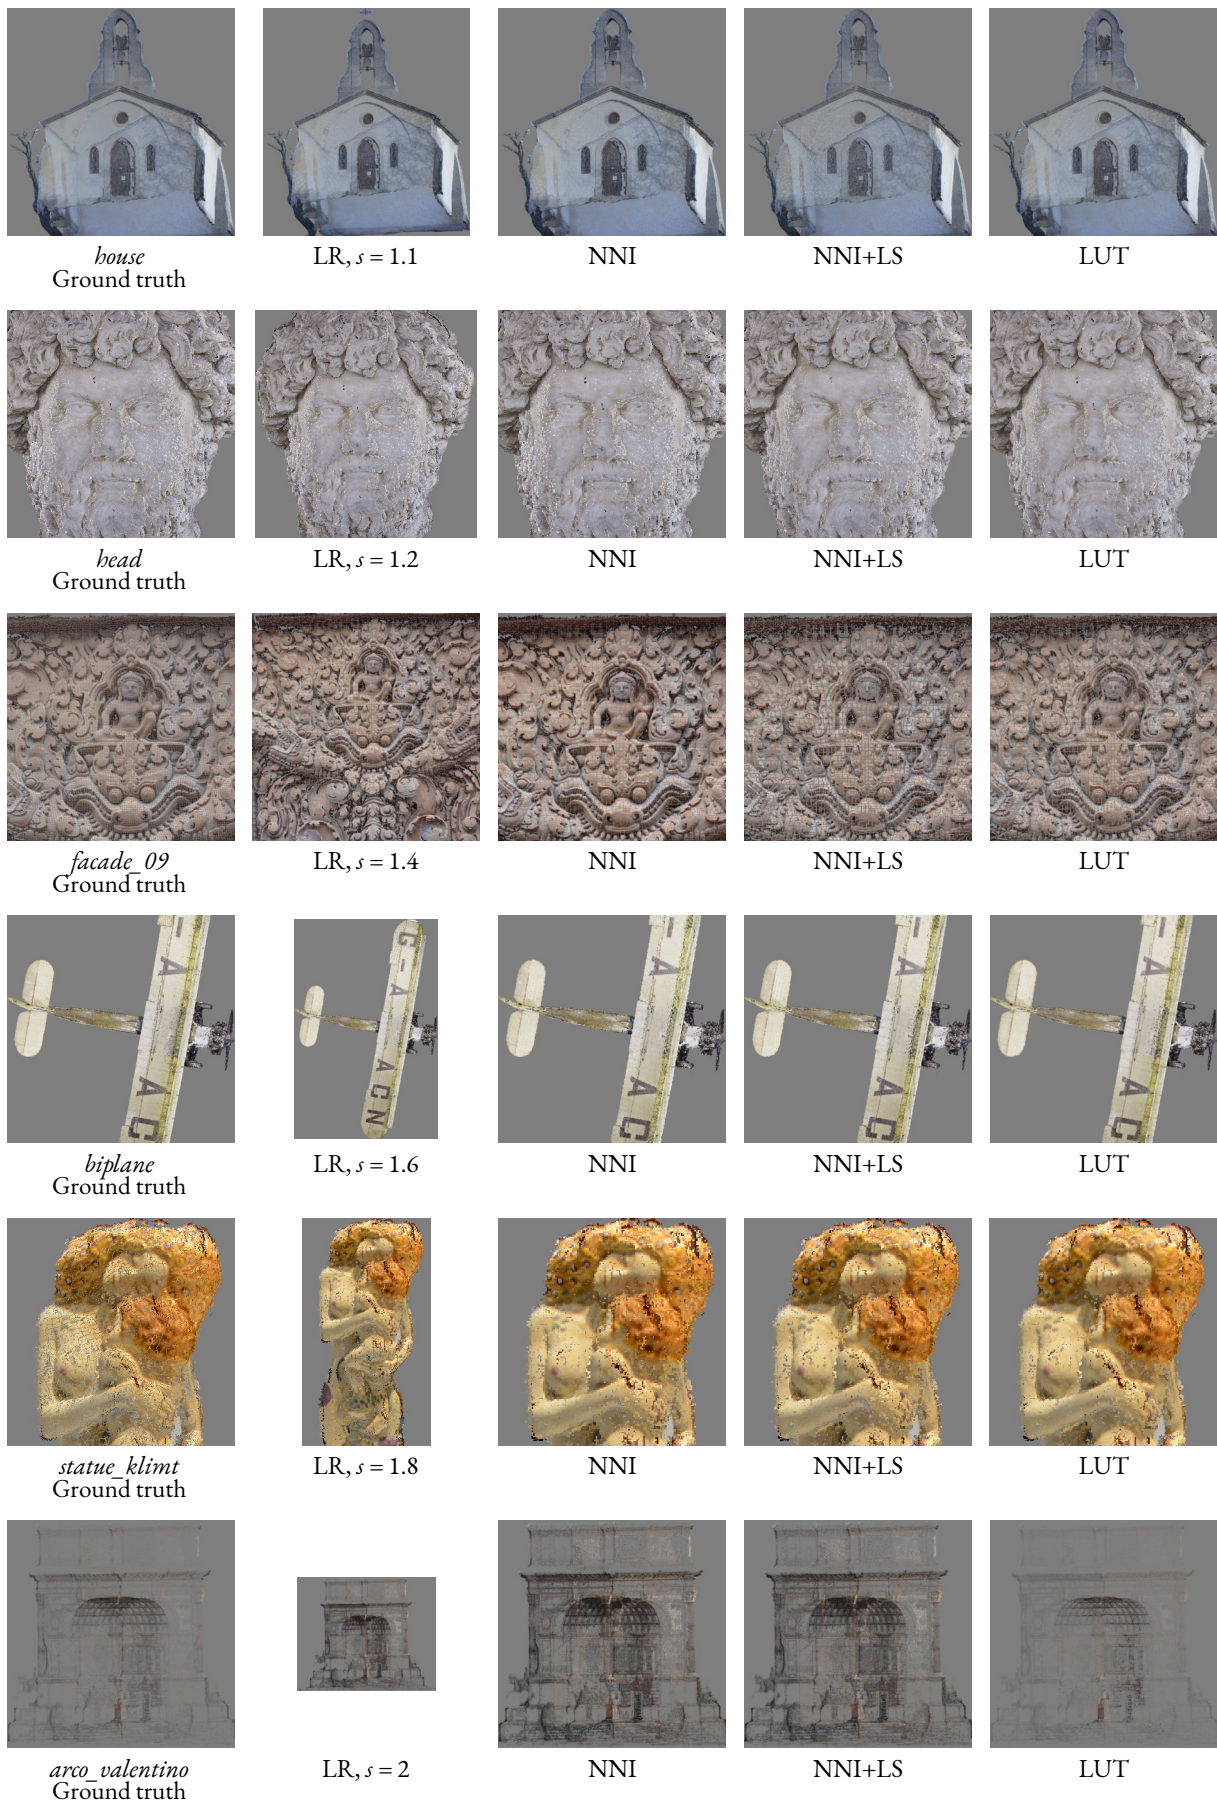 house
Ground truth
LR, s = 1.1
NNI
NNI+LS
LUT
head
Ground truth
LR, s = 1.2
NNI
NNI+LS
LUT
facade_09
Ground truth
LR, s = 1.4
NNI
NNI+LS
LUT
G-A ACN
biplane
Ground truth
LR, s = 1.6
NNI
NNI+LS
LUT
statue_klimt
Ground truth
LR, s = 1.8
NNI
NNI+LS
LUT
arco_valentino
Ground truth
LR, s = 2
NNI
NNI+LS
LUT